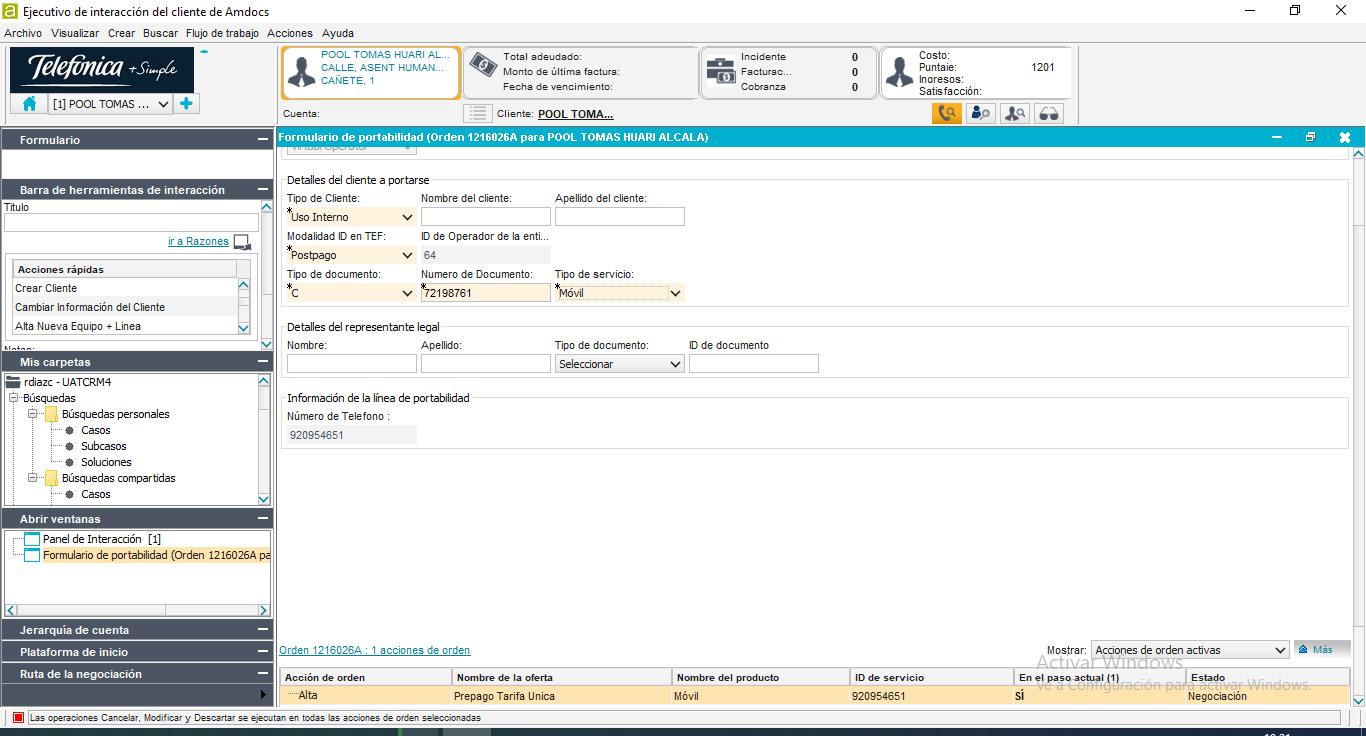 Ejecutivo de interacción del cliente de Amdocs
Archivo Visualizar Crear Buscar Flujo de trabajo Acciones Ayuda
Telefónica + Simple
[1] POOL TOMAS ...
POOL TOMAS HUARI AL...
CALLE, ASENT HUMAN...
CAÑETE, 1
Total adeudado:
Monto de última factura:
Fecha de vencimiento:
Incidente 0
Facturac... 0
Cobranza 0
Costo:
Puntaie: 1201
Inoresos:
Satisfacción:
Cuenta:
Cliente: POOL TOMA...
Formulario
Barra de herramientas de interacción
Titulo
ir a Razones
Acciones rápidas
Crear Cliente
Cambiar Información del Cliente
Alta Nueva Equipo + Linea
Mis carpetas
rdiazc - UATCRM4
Búsquedas
Búsquedas personales
Casos
Subcasos
Soluciones
Búsquedas compartidas
Casos
Abrir ventanas
Panel de Interacción [1]
Formulario de portabilidad (Orden 1216026A pa
Jerarquía de cuenta
Plataforma de inicio
Ruta de la negociación
Formulario de portabilidad (Orden 1216026A para POOL TOMAS HUARI ALCALA)
Virtual Operator
Detalles del cliente a portarse
Tipo de Cliente: Nombre del cliente: Apellido del cliente:
*Uso Interno
Modalidad ID en TEF: ID de Operador de la enti...
*Postpago 64
Tipo de documento: Numero de Documento: Tipo de servicio:
*C *72198761 *Móvil
Detalles del representante legal
Nombre: Apellido: Tipo de documento: ID de documento
Seleccionar
Información de la línea de portabilidad
Número de Telefono :
920954651
Orden 1216026A : 1 acciones de orden
Mostrar: Acciones de orden activas Más
Acción de orden Nombre de la oferta Nombre del producto ID de servicio En el paso actual (1) Estado
Alta Prepago Tarifa Unica Móvil 920954651 SÍ Negociación
Activar Windows
Ve a Configuración para activar Windows.
Las operaciones Cancelar, Modificar y Descartar se ejecutan en todas las acciones de orden seleccionadas